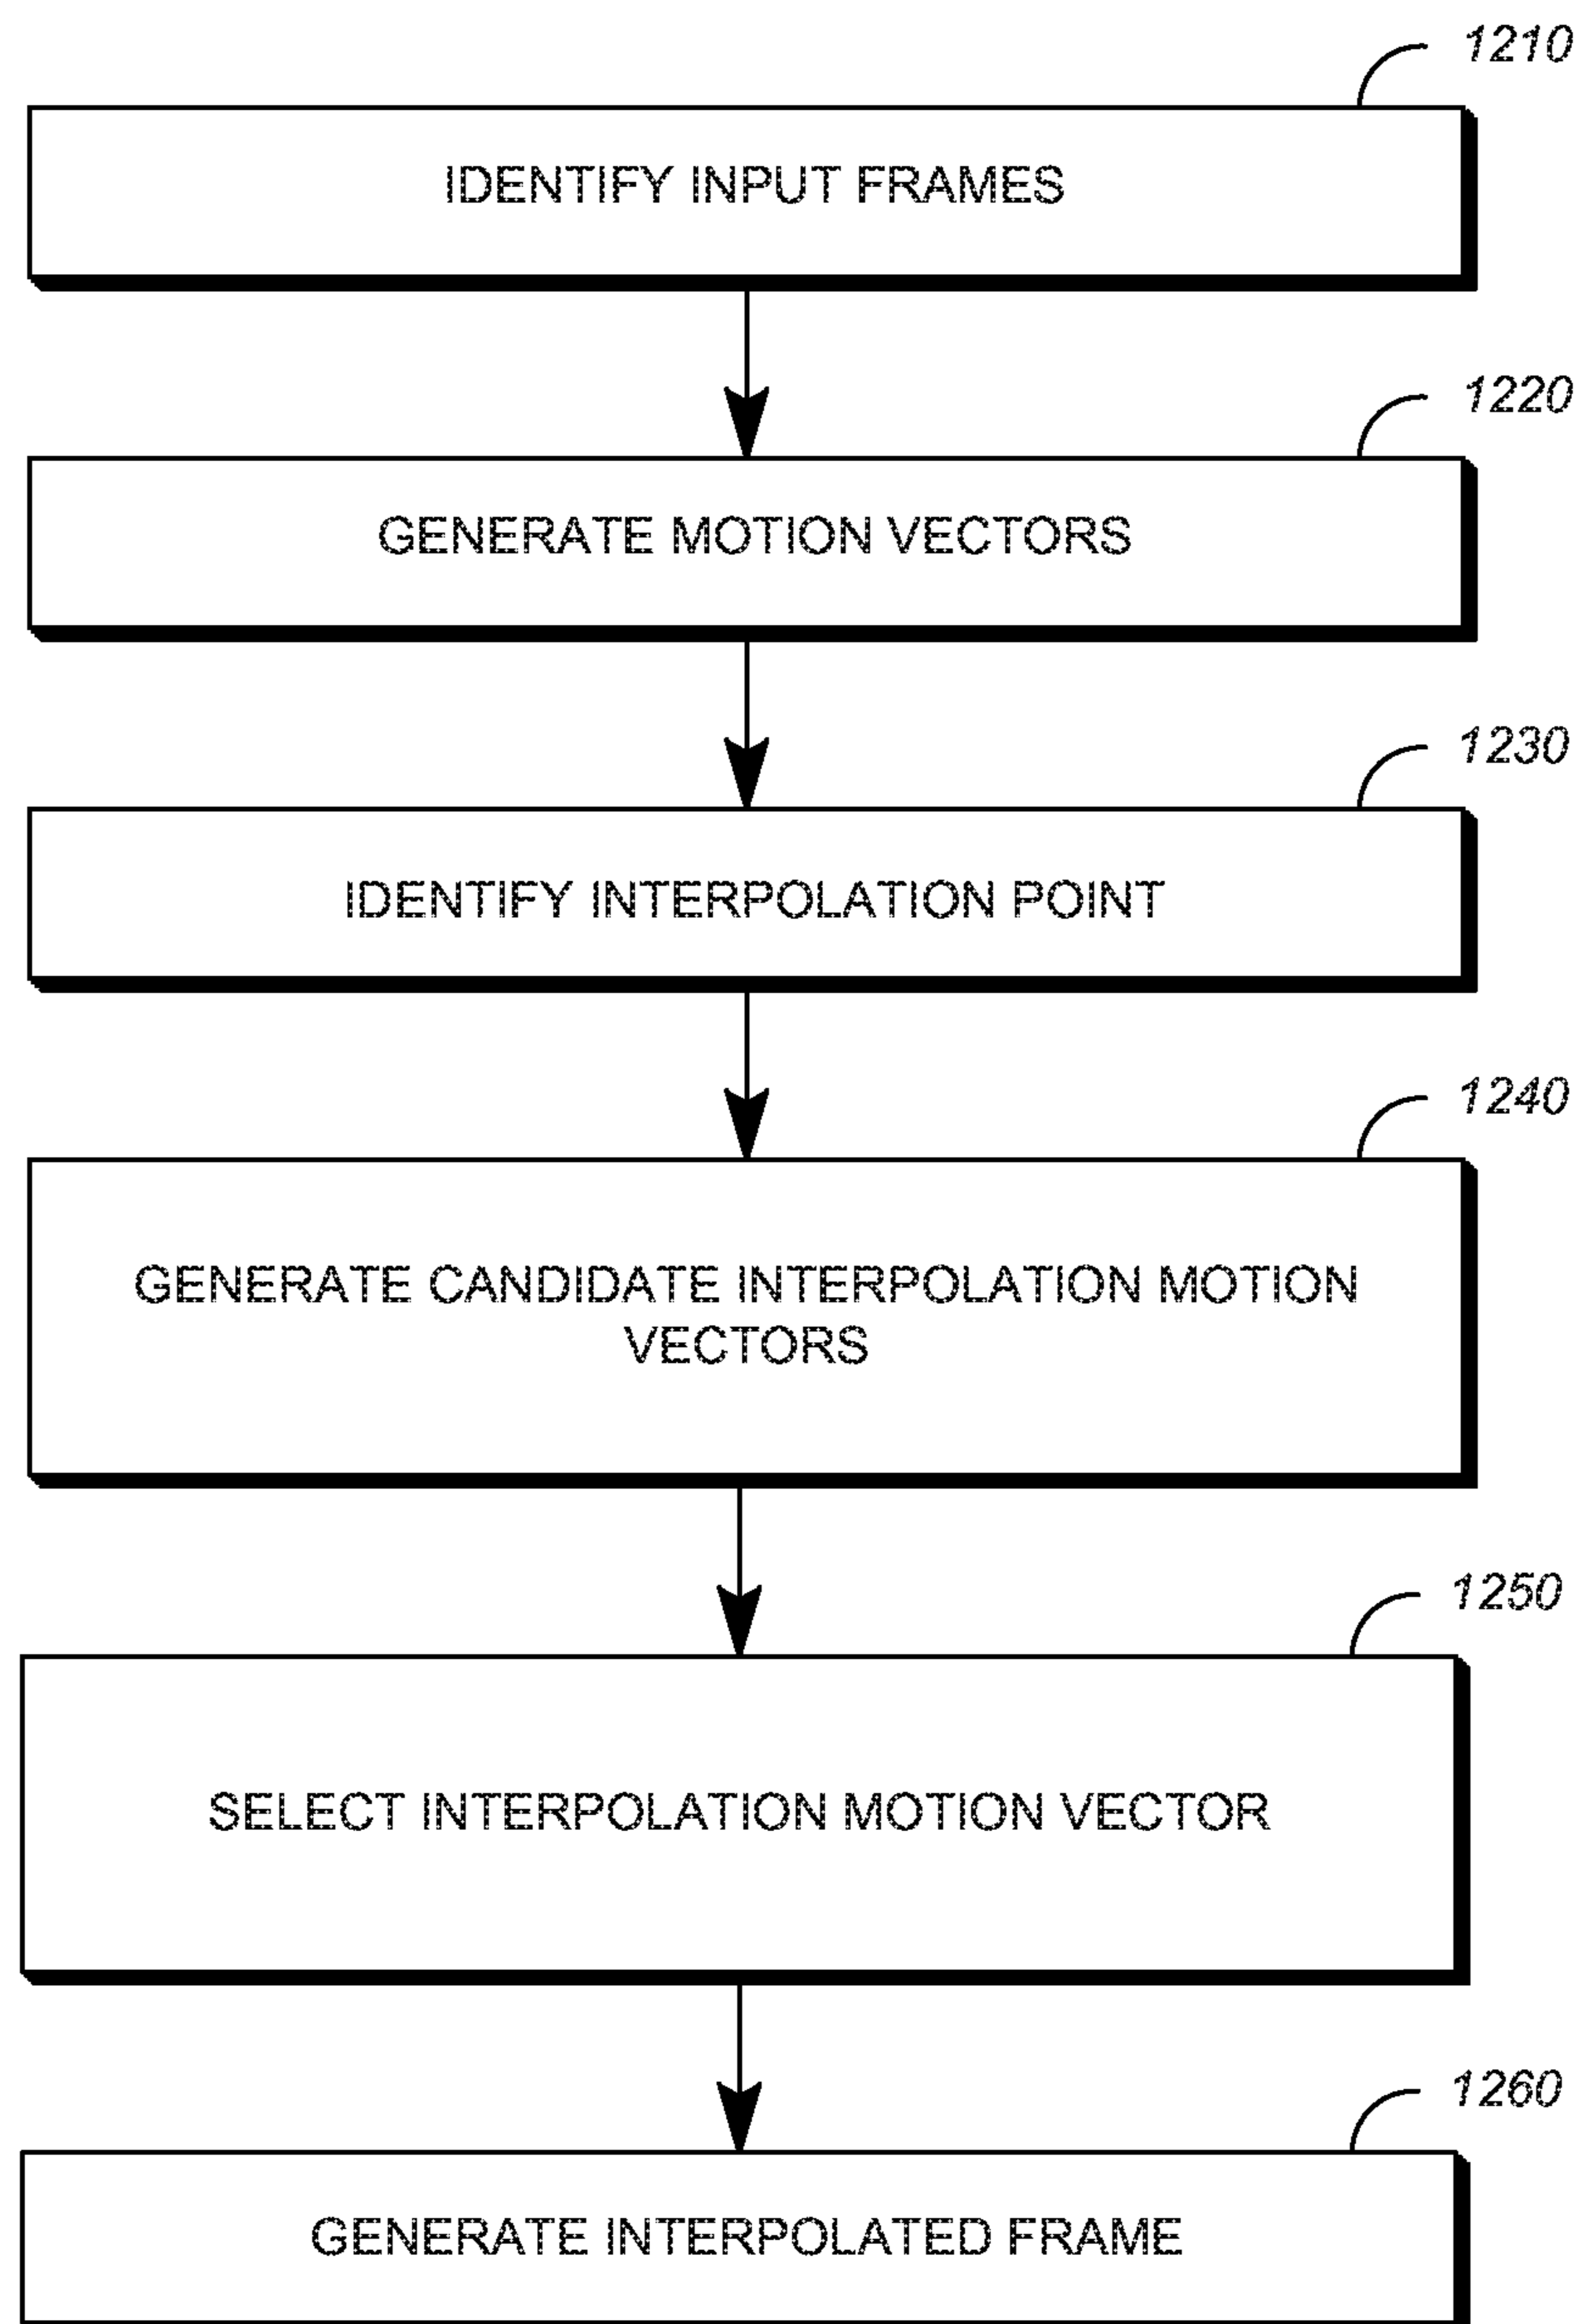 1210
IDENTIFY INPUT FRAMES
1220
GENERATE MOTION VECTORS
1230
IDENTIFY INTERPOLATION POINT
1240
GENERATE CANDIDATE INTERPOLATION MOTION
VECTORS
1250
SELECT INTERPOLATION MOTION VECTOR
1260
GENERATE INTERPOLATED FRAME